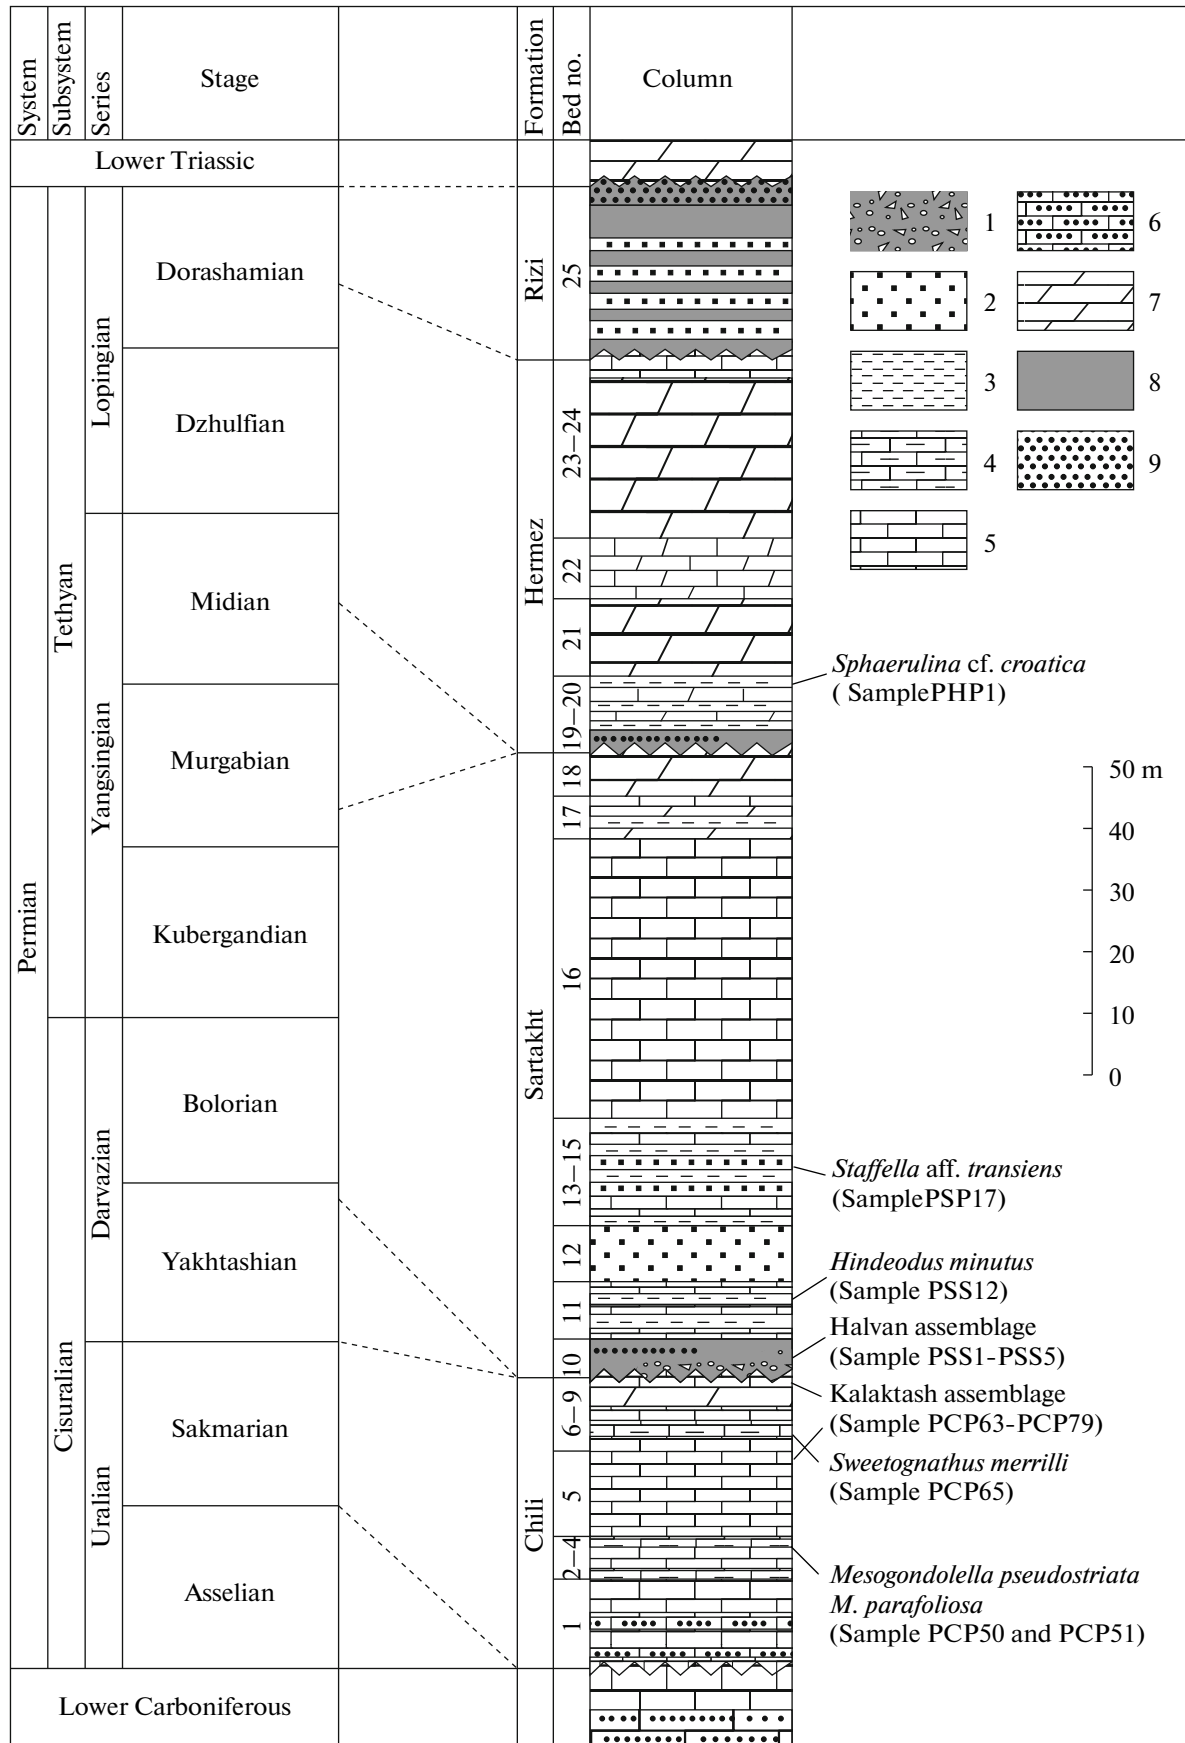 System
Subsystem
Series
Stage
Formation
Bed no.
Column
Lower Triassic
Permian
Tethyan
Cisuralian
Lopingian
Yangsingian
Darvazian
Uralian
Dorashamian
Dzhulfian
Midian
Murgabian
Kubergandian
Bolorian
Yakhtashian
Sakmarian
Asselian
Lower Carboniferous
Rizi
Hermez
Sartakht
Chili
25
23–24
22
21
19–20
18
17
16
13–15
12
11
10
6–9
5
2–4
1
1
2
3
4
5
6
7
8
9
Sphaerulina cf. croatica
( SamplePHP1)
50 m
40
30
20
10
0
Staffella aff. transiens
(SamplePSP17)
Hindeodus minutus
(Sample PSS12)
Halvan assemblage
(Sample PSS1-PSS5)
Kalaktash assemblage
(Sample PCP63-PCP79)
Sweetognathus merrilli
(Sample PCP65)
Mesogondolella pseudostriata
M. parafoliosa
(Sample PCP50 and PCP51)